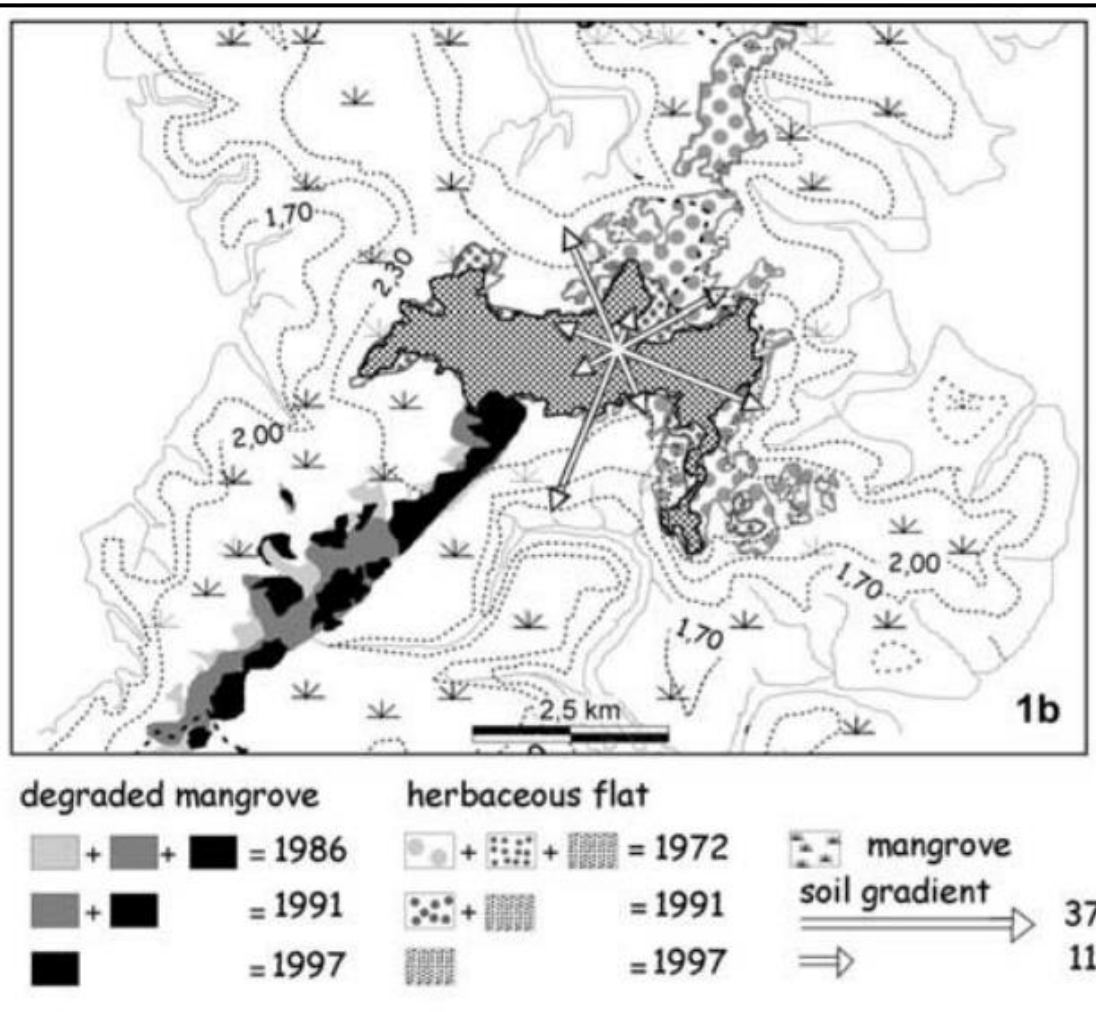 1,70
2,30
2,00
2,00
1,70
1,70
2,5 km
1b
degraded mangrove
herbaceous flat
+ + = 1986
+ + = 1972
mangrove
soil gradient
+ = 1991
+ = 1991
37
= 1997
= 1997
11